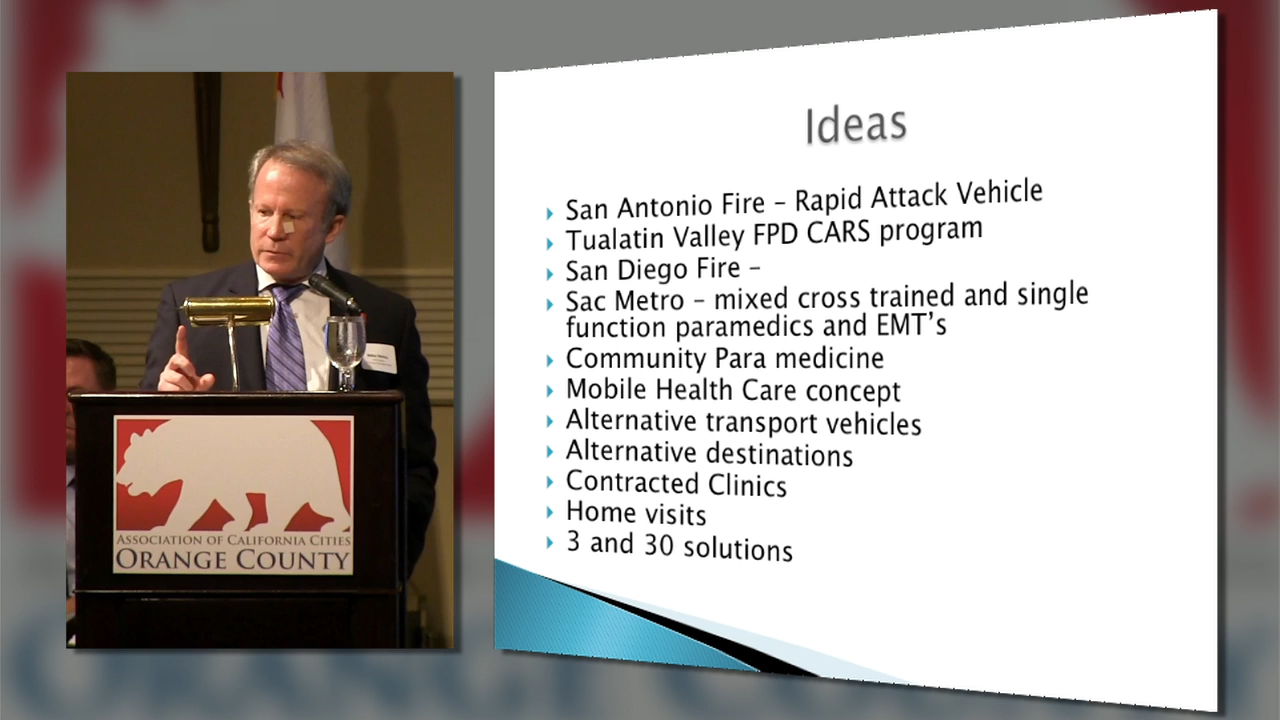 ASSOCIATION OF CALIFORNIA CITIES
ORANGE COUNTY
Ideas
San Antonio Fire – Rapid Attack Vehicle
Tualatin Valley FPD CARS program
San Diego Fire –
Sac Metro – mixed cross trained and single
function paramedics and EMT's
Community Para medicine
Mobile Health Care concept
Alternative transport vehicles
Alternative destinations
Contracted Clinics
Home visits
3 and 30 solutions